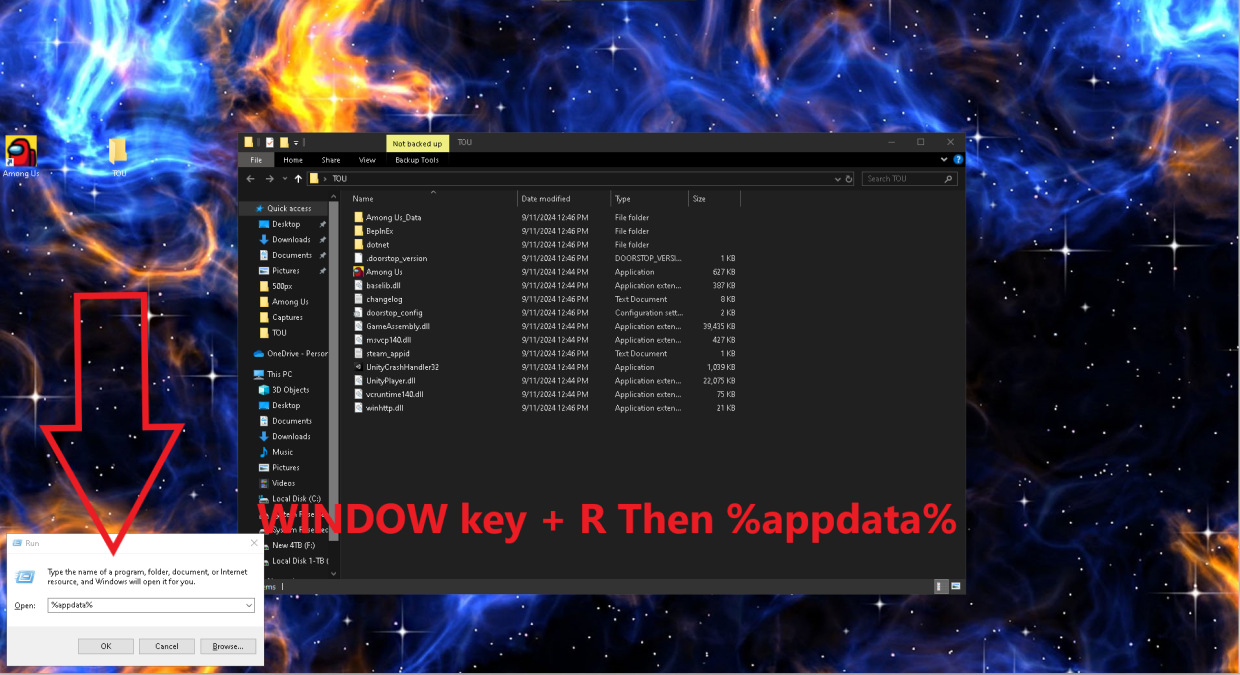 Not backed up
TOU
File
Home
Share
View
Backup Tools
TOU
Search TOU
Among Us
TOU
Quick access
Desktop
Downloads
Documents
Pictures
500px
Among Us
Captures
TOU
OneDrive - Person
This PC
3D Objects
Desktop
Documents
Downloads
Music
Pictures
Videos
Local Disk (C:)
New 4TB (F:)
Local Disk 1-TB (
Name Date modified Type Size
Among Us_Data 9/11/2024 12:46 PM File folder
BepInEx 9/11/2024 12:46 PM File folder
dotnet 9/11/2024 12:46 PM File folder
.doorstop_version 9/11/2024 12:46 PM DOORSTOP_VERSI... 1 KB
Among Us 9/11/2024 12:44 PM Application 627 KB
baselib.dll 9/11/2024 12:44 PM Application exten... 387 KB
changelog 9/11/2024 12:46 PM Text Document 8 KB
doorstop_config 9/11/2024 12:46 PM Configuration sett... 2 KB
GameAssembly.dll 9/11/2024 12:44 PM Application exten... 39,435 KB
msvcp140.dll 9/11/2024 12:44 PM Application exten... 427 KB
steam_appid 9/11/2024 12:46 PM Text Document 1 KB
UnityCrashHandler32 9/11/2024 12:44 PM Application 1,039 KB
UnityPlayer.dll 9/11/2024 12:44 PM Application exten... 22,075 KB
vcruntime140.dll 9/11/2024 12:44 PM Application exten... 75 KB
winhttp.dll 9/11/2024 12:46 PM Application exten... 21 KB
WINDOW key + R Then %appdata%
Run
Type the name of a program, folder, document, or Internet
resource, and Windows will open it for you.
Open: %appdata%
OK
Cancel
Browse...